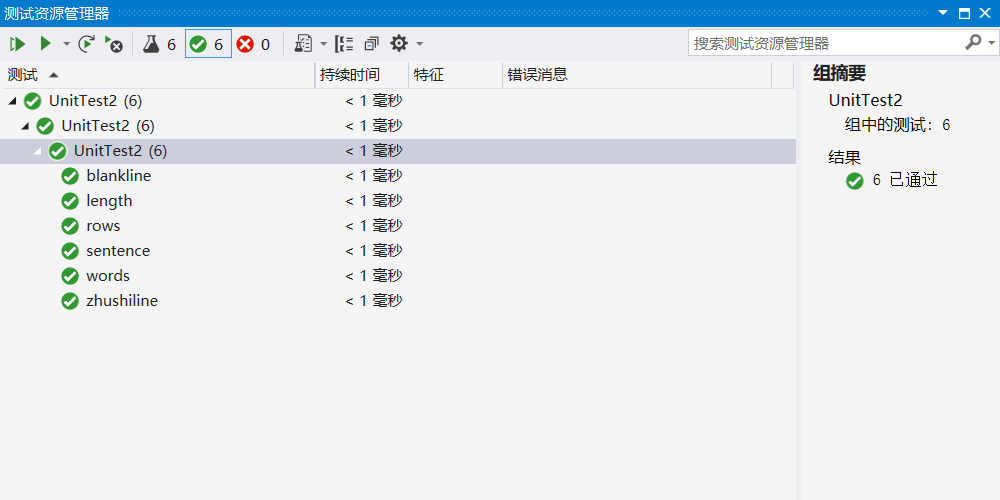 测试资源管理器
6 6 0 搜索测试资源管理器
测试 持续时间 特征 错误消息
UnitTest2 (6) < 1 毫秒
UnitTest2 (6) < 1 毫秒
UnitTest2 (6) < 1 毫秒
blankline < 1 毫秒
length < 1 毫秒
rows < 1 毫秒
sentence < 1 毫秒
words < 1 毫秒
zhushiline < 1 毫秒
组摘要
UnitTest2
组中的测试: 6
结果
6 已通过